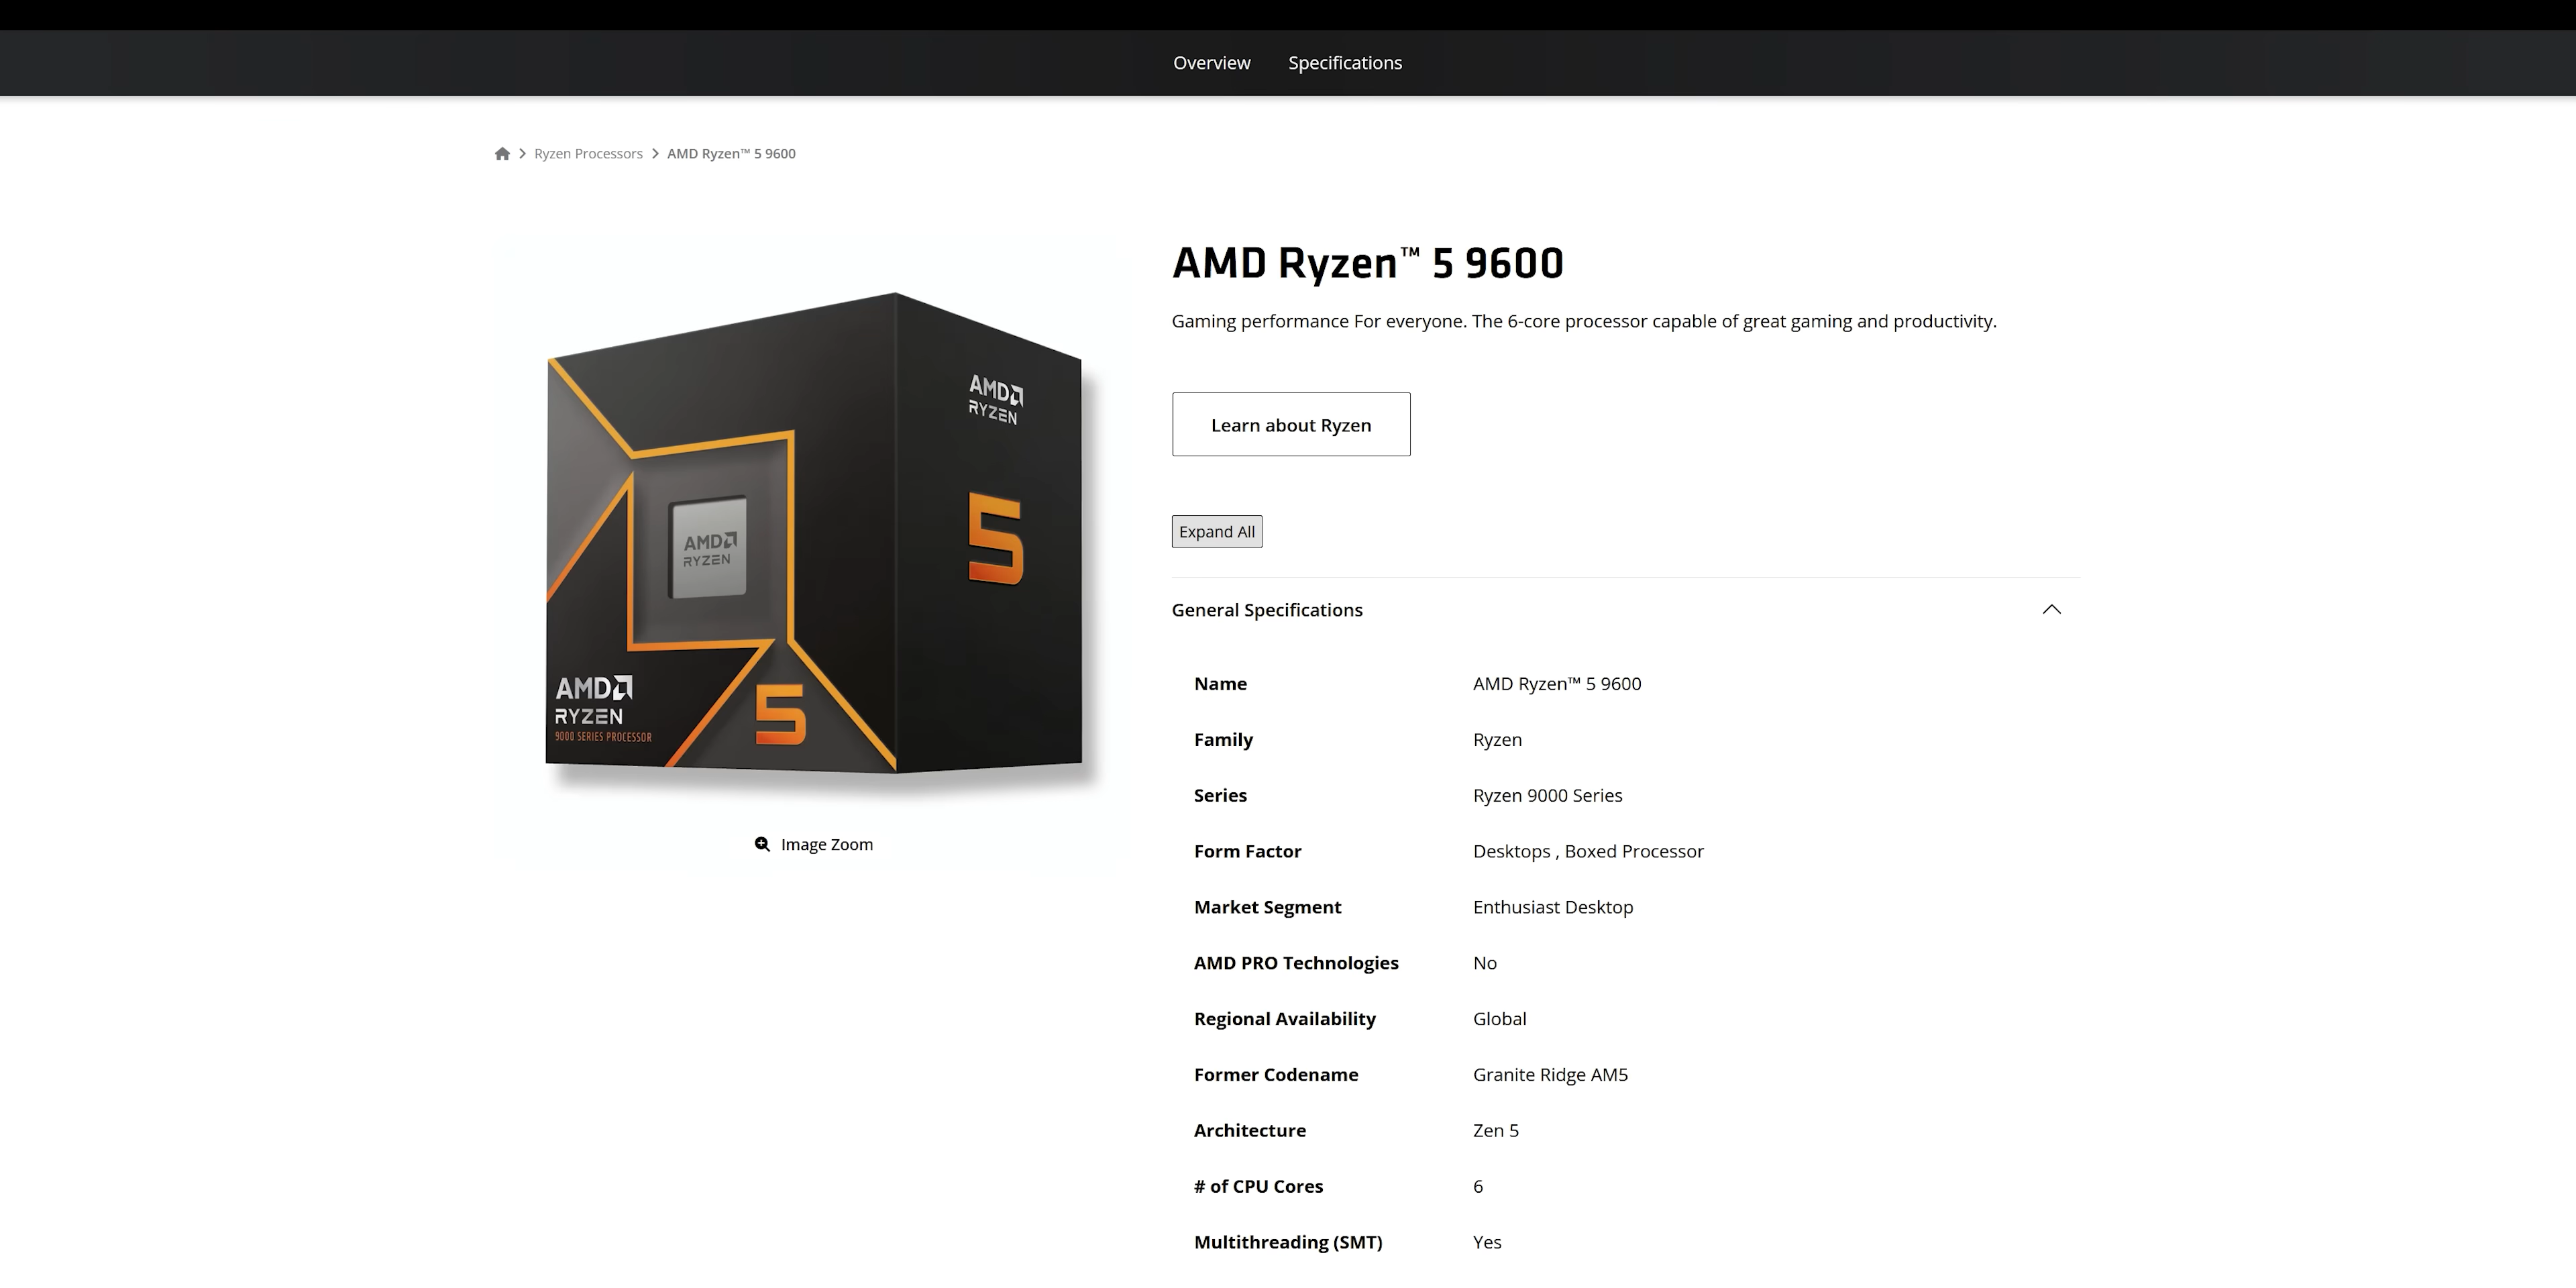 Overview Specifications
Ryzen Processors AMD Ryzen™ 5 9600
AMD
RYZEN
5
AMD
RYZEN
AMD
RYZEN
9000 SERIES PROCESSOR
5
Image Zoom
AMD Ryzen™ 5 9600
Gaming performance For everyone. The 6-core processor capable of great gaming and productivity.
Learn about Ryzen
Expand All
General Specifications
Name AMD Ryzen™ 5 9600
Family Ryzen
Series Ryzen 9000 Series
Form Factor Desktops , Boxed Processor
Market Segment Enthusiast Desktop
AMD PRO Technologies No
Regional Availability Global
Former Codename Granite Ridge AM5
Architecture Zen 5
# of CPU Cores 6
Multithreading (SMT) Yes